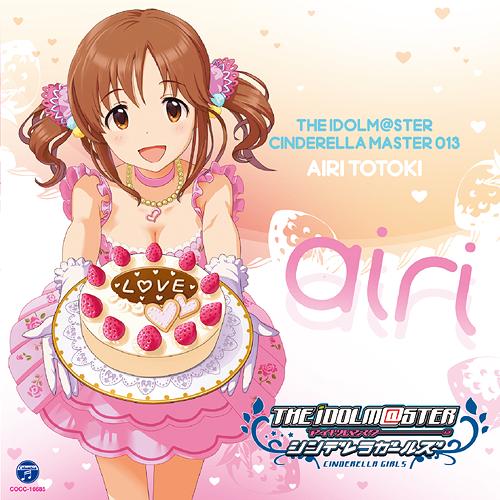 THE IDOLM@STER
CINDERELLA MASTER 013
AIRI TOTOKI
airi
LOVE
THE iDOLM@STER
アイドルマスター
シンデレラガールズ
CINDERELLA GIRLS
Columbia
COCC-16685